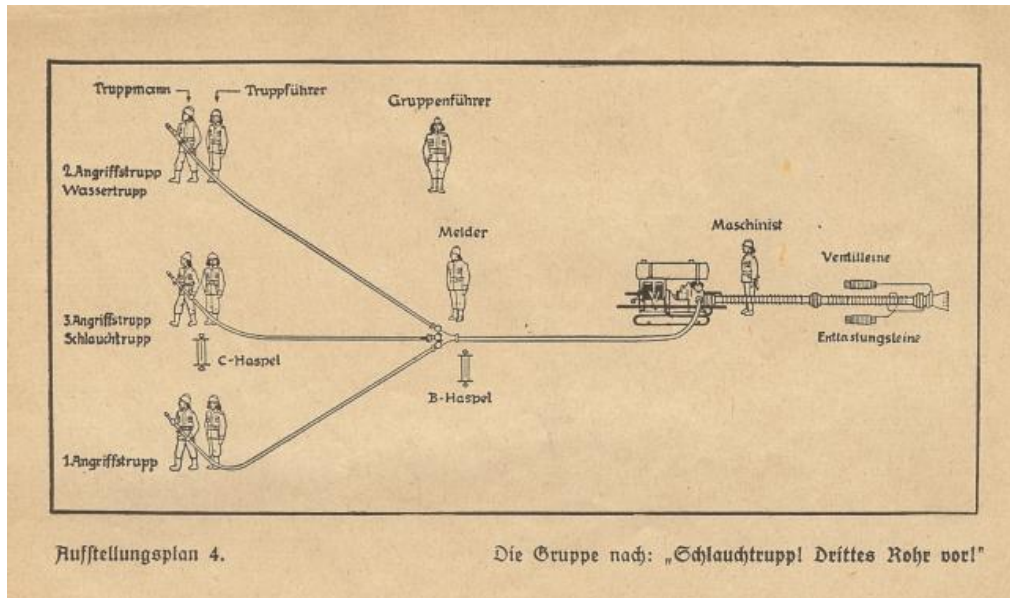 Truppmann
Truppführer
Gruppenführer
2.Angriffstrupp
Wassertrupp
Melder
Maschinist
Ventilleine
3.Angriffstrupp
Schlauchtrupp
C-Haspel
Entlastungsleine
B-Haspel
1.Angriffstrupp
Aufstellungsplan 4.
Die Gruppe nach: „Schlauchtrupp! Drittes Rohr vor!"